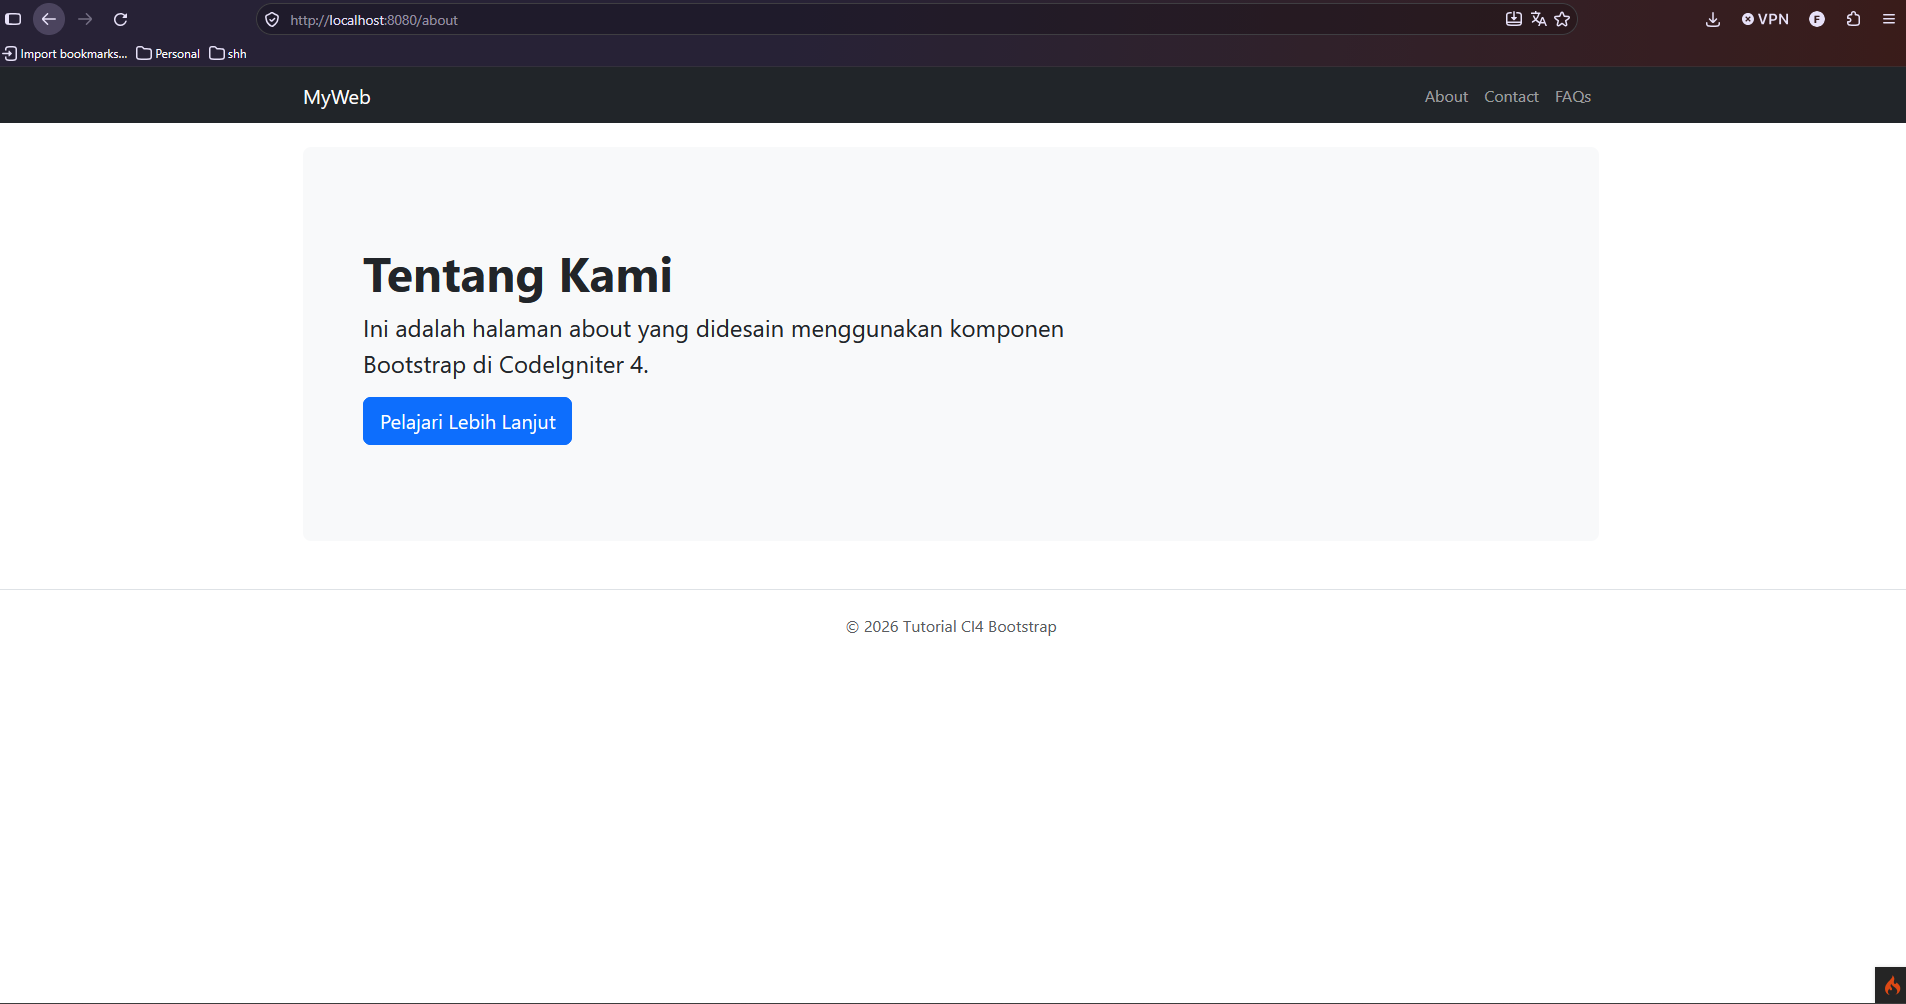 http://localhost:8080/about
VPN
F
Import bookmarks...
Personal
shh
MyWeb
About
Contact
FAQs
Tentang Kami
Ini adalah halaman about yang didesain menggunakan komponen
Bootstrap di CodeIgniter 4.
Pelajari Lebih Lanjut
© 2026 Tutorial CI4 Bootstrap